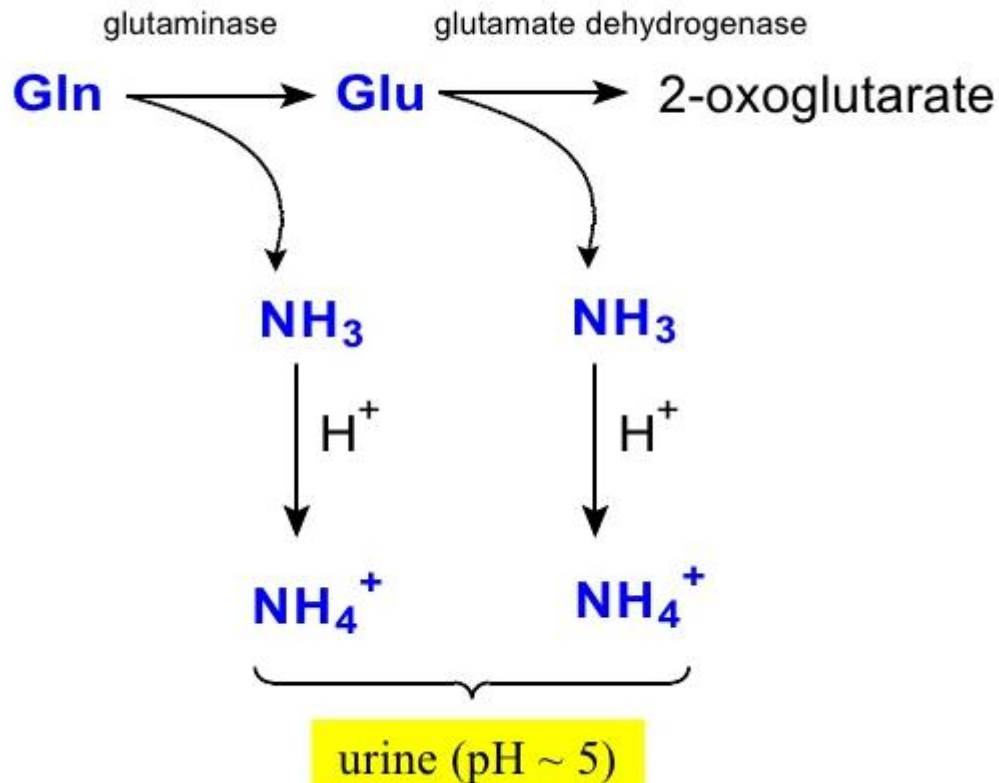 glutaminase glutamate dehydrogenase
Gln Glu 2-oxoglutarate
NH₃ NH₃
H⁺ H⁺
NH₄⁺ NH₄⁺
urine (pH ~ 5)